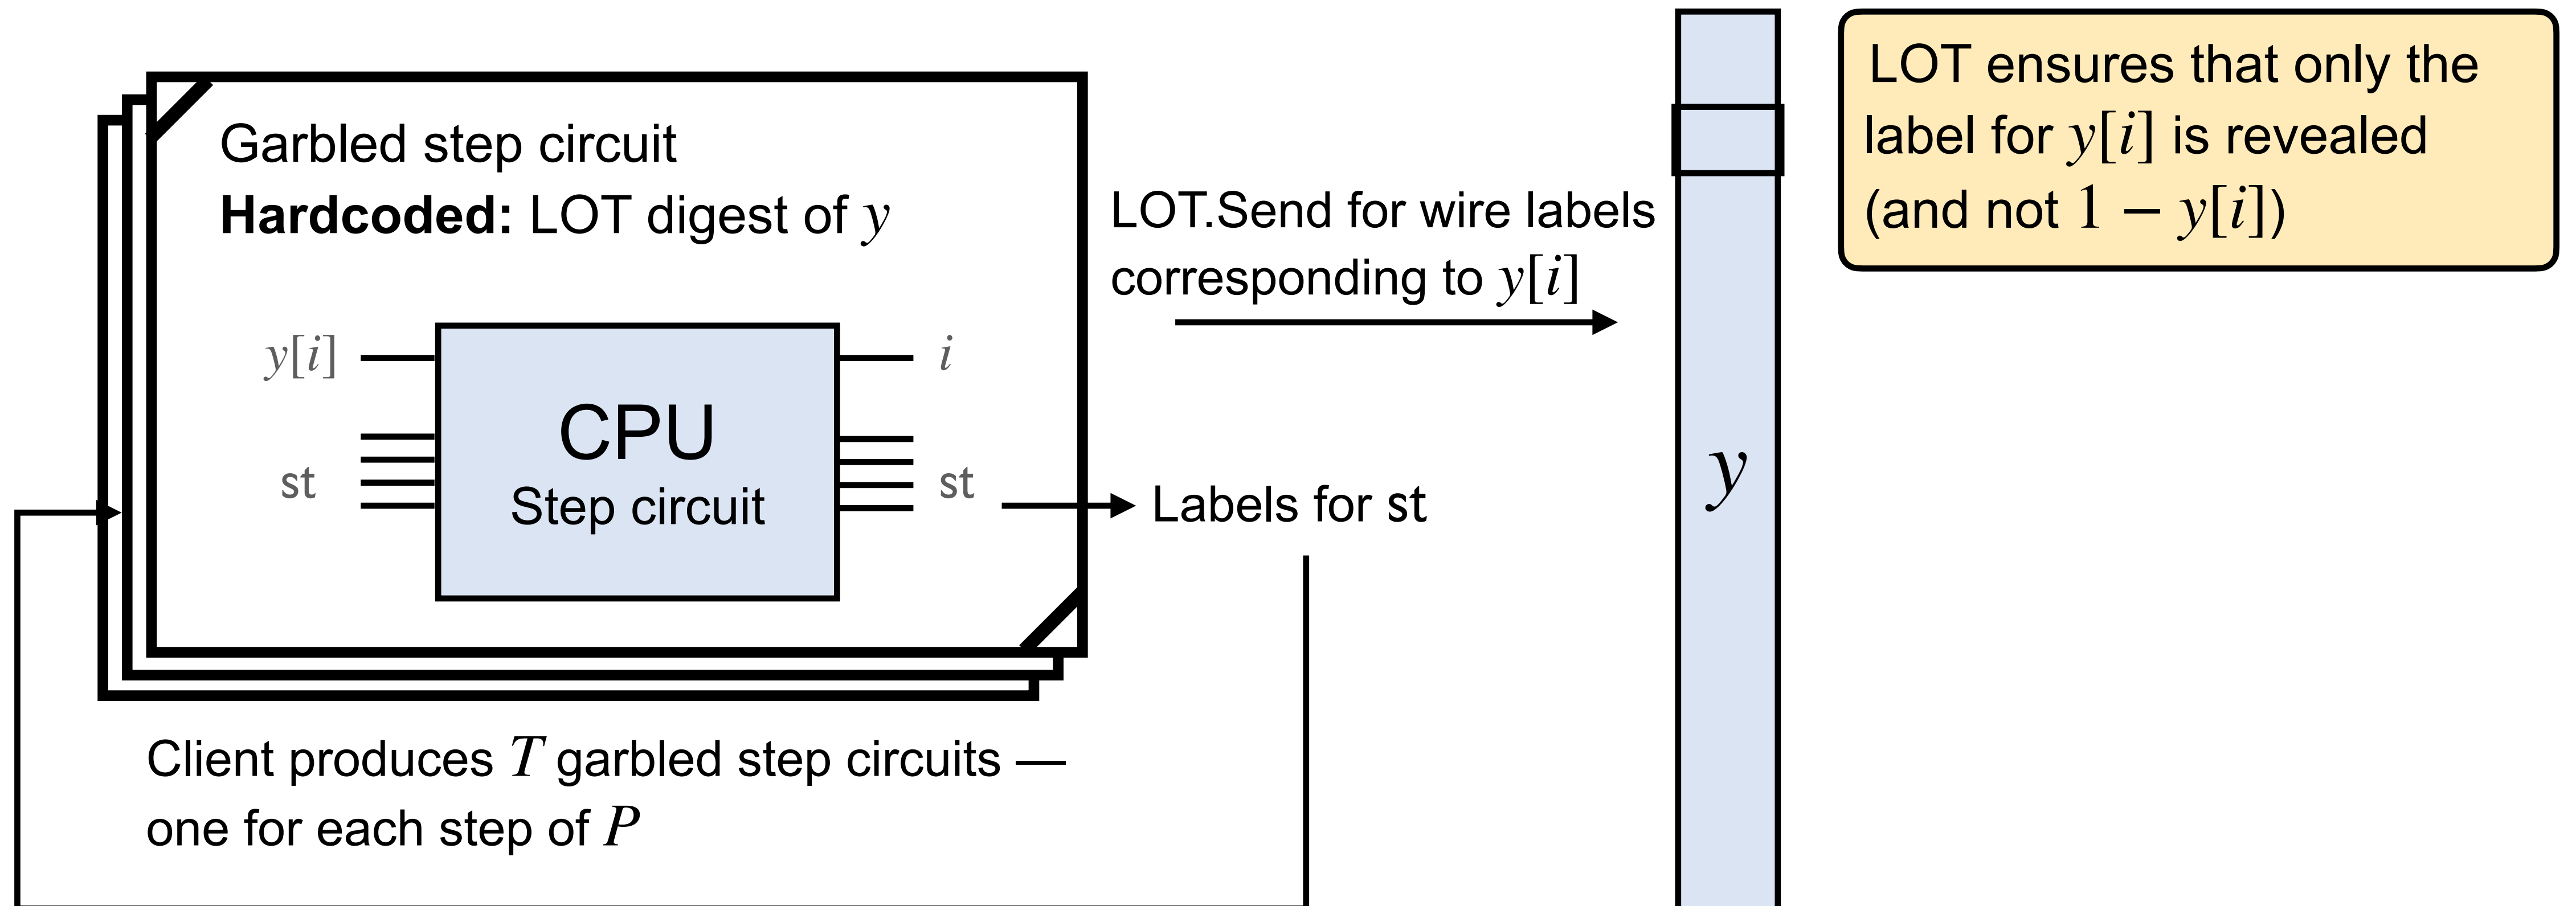 Garbled step circuit
Hardcoded: LOT digest of y
y[i]
st
CPU
Step circuit
i
st
LOT.Send for wire labels
corresponding to y[i]
Labels for st
Client produces T garbled step circuits —
one for each step of P
y
LOT ensures that only the
label for y[i] is revealed
(and not 1 − y[i])